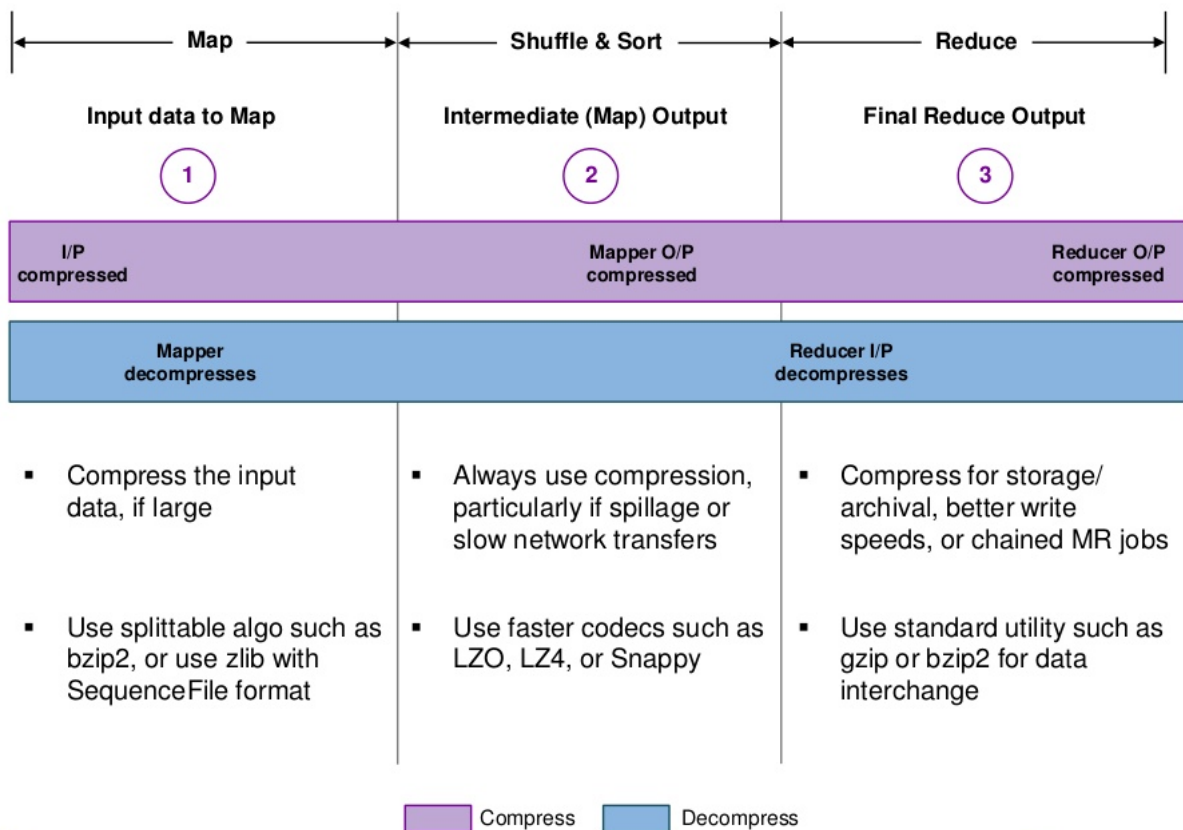 Map
Shuffle & Sort
Reduce
Input data to Map
Intermediate (Map) Output
Final Reduce Output
1
2
3
I/P
compressed
Mapper O/P
compressed
Reducer O/P
compressed
Mapper
decompresses
Reducer I/P
decompresses
▪ Compress the input
data, if large
▪ Use splittable algo such as
bzip2, or use zlib with
SequenceFile format
▪ Always use compression,
particularly if spillage or
slow network transfers
▪ Use faster codecs such as
LZO, LZ4, or Snappy
▪ Compress for storage/
archival, better write
speeds, or chained MR jobs
▪ Use standard utility such as
gzip or bzip2 for data
interchange
Compress
Decompress